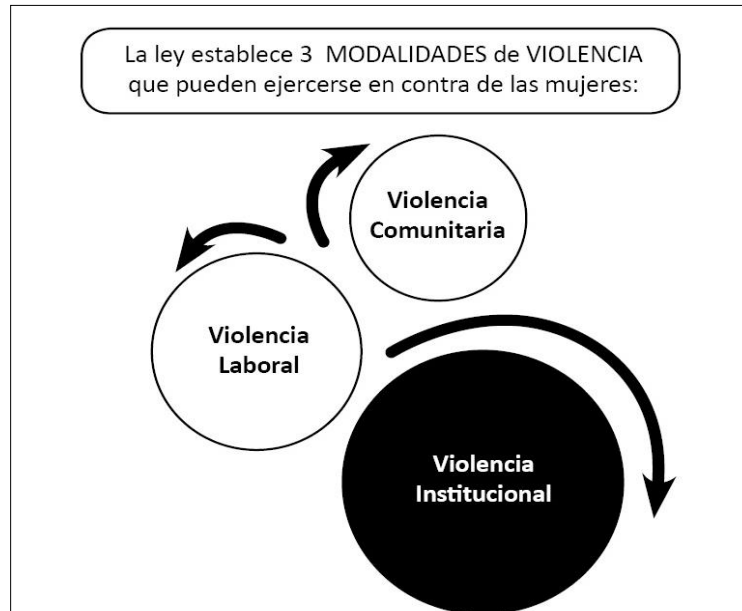 La ley establece 3 MODALIDADES de VIOLENCIA
que pueden ejercerse en contra de las mujeres:
Violencia
Comunitaria
Violencia
Laboral
Violencia
Institucional